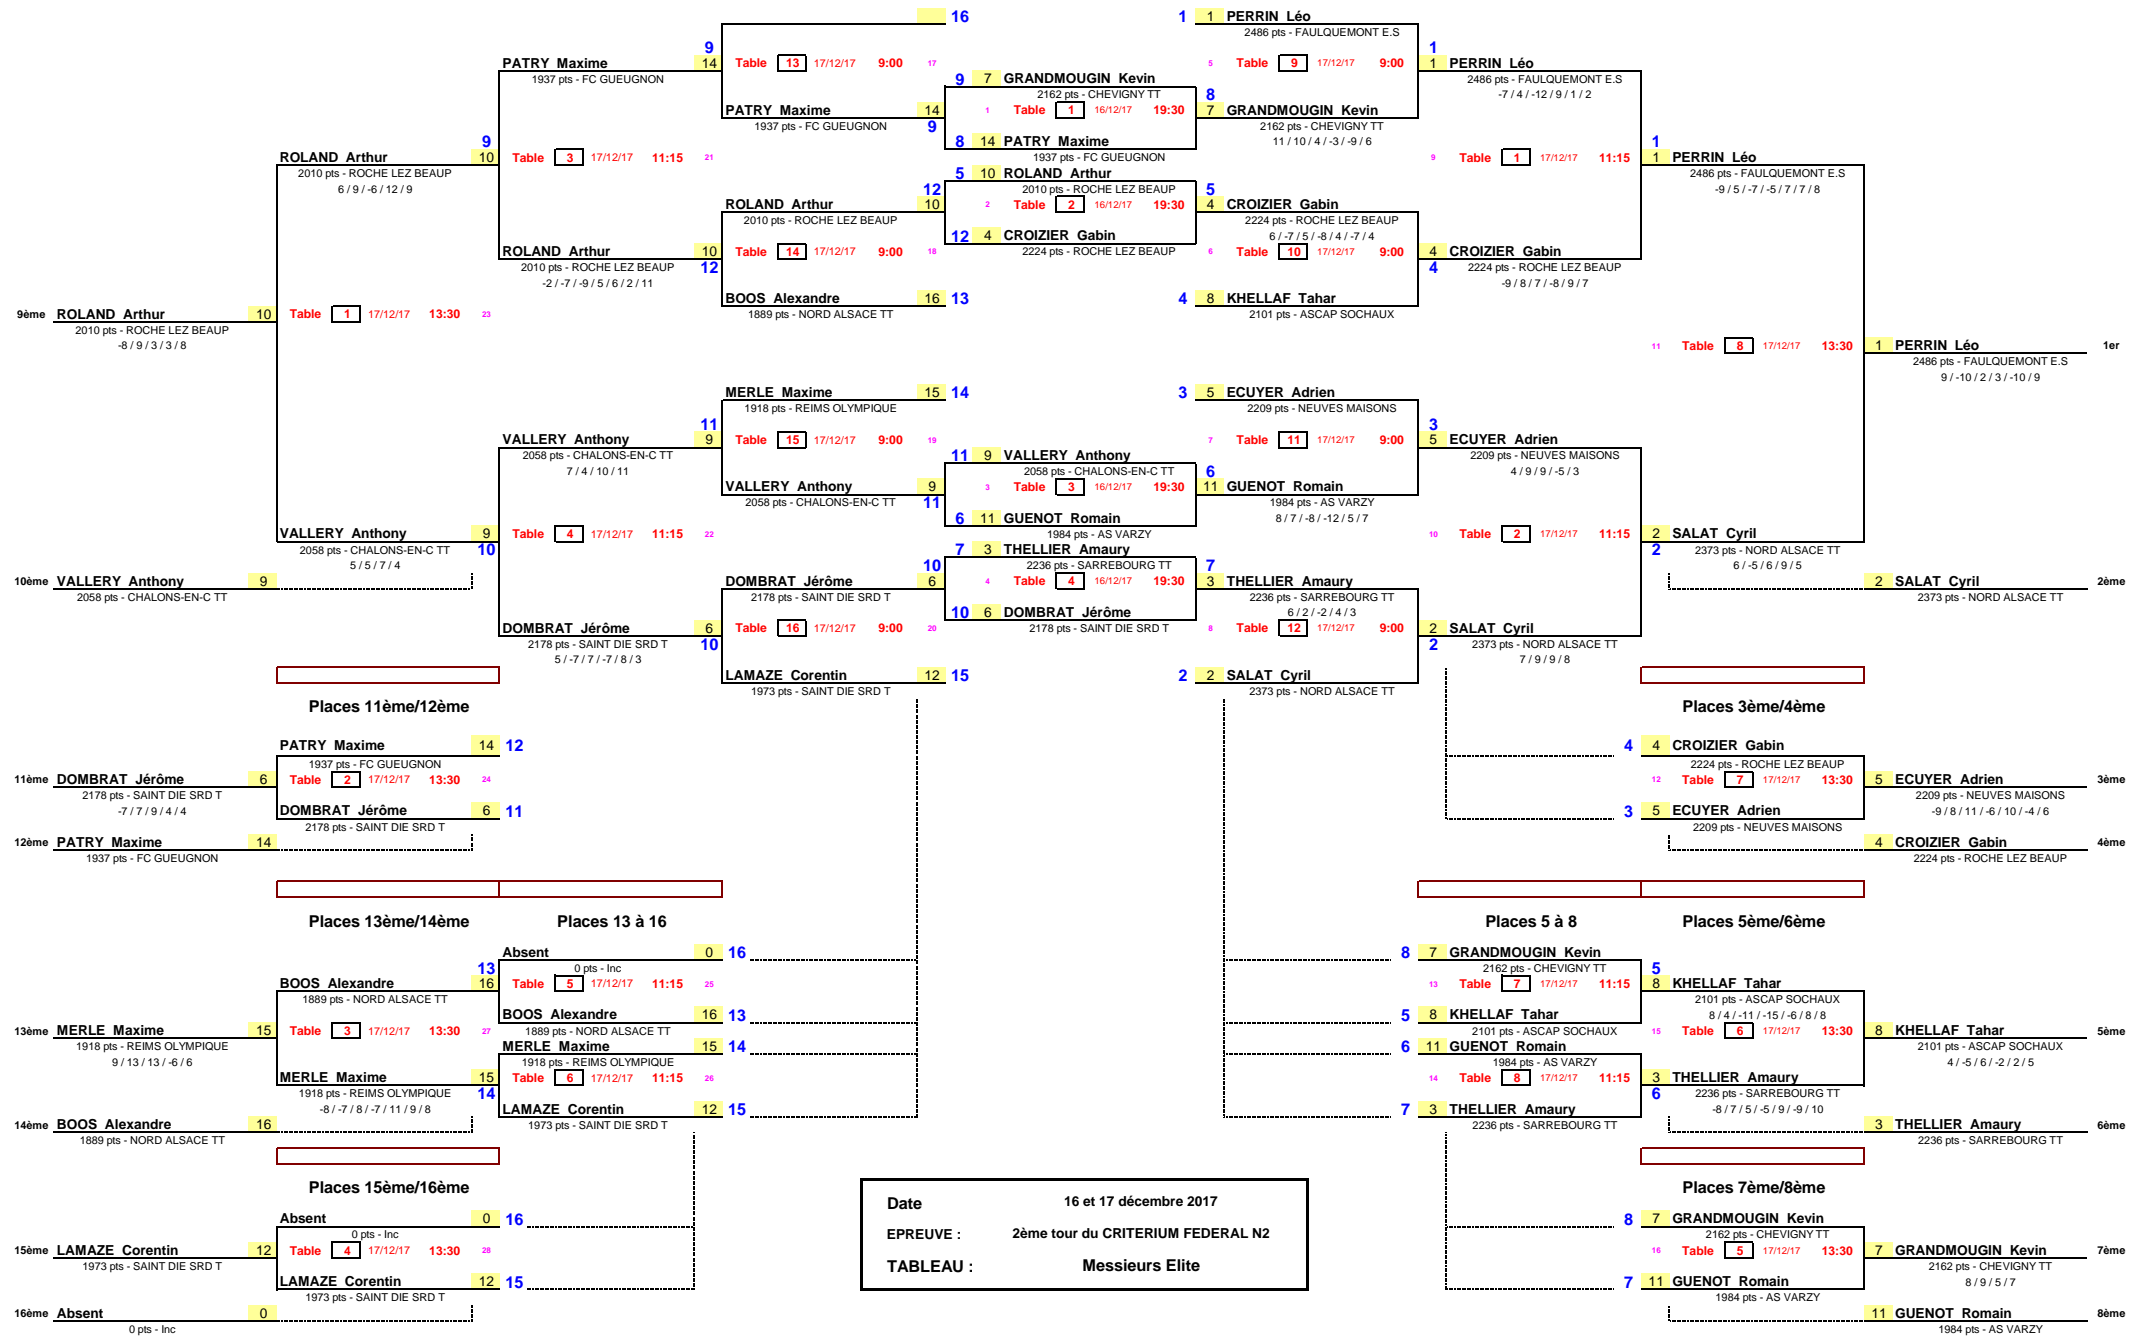 16 1 1 PERRIN Léo
2486 pts - FAULQUEMONT E.S
9 1
PATRY Maxime 14 Table 13 17/12/17 9:00 17 5 Table 9 17/12/17 9:00 1 PERRIN Léo
1937 pts - FC GUEUGNON 9 7 GRANDMOUGIN Kevin 2486 pts - FAULQUEMONT E.S
2162 pts - CHEVIGNY TT 8 -7 / 4 / -12 / 9 / 1 / 2
PATRY Maxime 14 1 Table 1 16/12/17 19:30 7 GRANDMOUGIN Kevin
1937 pts - FC GUEUGNON 9 2162 pts - CHEVIGNY TT
9 8 14 PATRY Maxime 11 / 10 / 4 / -3 / -9 / 6 1
ROLAND Arthur 10 Table 3 17/12/17 11:15 21 1937 pts - FC GUEUGNON 9 Table 1 17/12/17 11:15 1 PERRIN Léo
2010 pts - ROCHE LEZ BEAUP 5 10 ROLAND Arthur 2486 pts - FAULQUEMONT E.S
6 / 9 / -6 / 12 / 9 12 2010 pts - ROCHE LEZ BEAUP 5 -9 / 5 / -7 / -5 / 7 / 7 / 8
ROLAND Arthur 10 2 Table 2 16/12/17 19:30 4 CROIZIER Gabin
2010 pts - ROCHE LEZ BEAUP 2224 pts - ROCHE LEZ BEAUP
12 4 CROIZIER Gabin 6 / -7 / 5 / -8 / 4 / -7 / 4
ROLAND Arthur 10 Table 14 17/12/17 9:00 18 2224 pts - ROCHE LEZ BEAUP 6 Table 10 17/12/17 9:00 4 CROIZIER Gabin
2010 pts - ROCHE LEZ BEAUP 12 4 2224 pts - ROCHE LEZ BEAUP
-2 / -7 / -9 / 5 / 6 / 2 / 11 -9 / 8 / 7 / -8 / 9 / 7
BOOS Alexandre 16 13 4 8 KHELLAF Tahar
9ème ROLAND Arthur 10 Table 1 17/12/17 13:30 23 1889 pts - NORD ALSACE TT 2101 pts - ASCAP SOCHAUX
2010 pts - ROCHE LEZ BEAUP
-8 / 9 / 3 / 3 / 8 11 Table 8 17/12/17 13:30 1 PERRIN Léo 1er
2486 pts - FAULQUEMONT E.S
9 / -10 / 2 / 3 / -10 / 9
MERLE Maxime 15 14 3 5 ECUYER Adrien
1918 pts - REIMS OLYMPIQUE 2209 pts - NEUVES MAISONS
11 3
VALLERY Anthony 9 Table 15 17/12/17 9:00 19 7 Table 11 17/12/17 9:00 5 ECUYER Adrien
2058 pts - CHALONS-EN-C TT 11 9 VALLERY Anthony 2209 pts - NEUVES MAISONS
7 / 4 / 10 / 11 2058 pts - CHALONS-EN-C TT 6 4 / 9 / 9 / -5 / 3
VALLERY Anthony 9 3 Table 3 16/12/17 19:30 11 GUENOT Romain
2058 pts - CHALONS-EN-C TT 11 1984 pts - AS VARZY
6 11 GUENOT Romain 8 / 7 / -8 / -12 / 5 / 7
VALLERY Anthony 9 Table 4 17/12/17 11:15 22 1984 pts - AS VARZY 10 Table 2 17/12/17 11:15 2 SALAT Cyril
2058 pts - CHALONS-EN-C TT 10 7 3 THELLIER Amaury 2 2373 pts - NORD ALSACE TT
5 / 5 / 7 / 4 10 2236 pts - SARREBOURG TT 7 6 / -5 / 6 / 9 / 5
10ème VALLERY Anthony 9 DOMBRAT Jérôme 6 4 Table 4 16/12/17 19:30 3 THELLIER Amaury 2 SALAT Cyril 2ème
2058 pts - CHALONS-EN-C TT 2178 pts - SAINT DIE SRD T 2236 pts - SARREBOURG TT 2373 pts - NORD ALSACE TT
10 6 DOMBRAT Jérôme 6 / 2 / -2 / 4 / 3
DOMBRAT Jérôme 6 Table 16 17/12/17 9:00 20 2178 pts - SAINT DIE SRD T 8 Table 12 17/12/17 9:00 2 SALAT Cyril
2178 pts - SAINT DIE SRD T 10 2 2373 pts - NORD ALSACE TT
5 / -7 / 7 / -7 / 8 / 3 7 / 9 / 9 / 8
LAMAZE Corentin 12 15 2 2 SALAT Cyril
1973 pts - SAINT DIE SRD T 2373 pts - NORD ALSACE TT
Places 11ème/12ème Places 3ème/4ème
PATRY Maxime 14 12 4 4 CROIZIER Gabin
1937 pts - FC GUEUGNON 2224 pts - ROCHE LEZ BEAUP
11ème DOMBRAT Jérôme 6 Table 2 17/12/17 13:30 24 12 Table 7 17/12/17 13:30 5 ECUYER Adrien 3ème
2178 pts - SAINT DIE SRD T 2209 pts - NEUVES MAISONS
-7 / 7 / 9 / 4 / 4 DOMBRAT Jérôme 6 11 3 5 ECUYER Adrien -9 / 8 / 11 / -6 / 10 / -4 / 6
2178 pts - SAINT DIE SRD T 2209 pts - NEUVES MAISONS
12ème PATRY Maxime 14 4 CROIZIER Gabin 4ème
1937 pts - FC GUEUGNON 2224 pts - ROCHE LEZ BEAUP
Places 13ème/14ème Places 13 à 16 Places 5 à 8 Places 5ème/6ème
Absent 0 16 8 7 GRANDMOUGIN Kevin
13 0 pts - Inc 2162 pts - CHEVIGNY TT 5
BOOS Alexandre 16 Table 5 17/12/17 11:15 25 13 Table 7 17/12/17 11:15 8 KHELLAF Tahar
1889 pts - NORD ALSACE TT 2101 pts - ASCAP SOCHAUX
BOOS Alexandre 16 13 5 8 KHELLAF Tahar 8 / 4 / -11 / -15 / -6 / 8 / 8
13ème MERLE Maxime 15 Table 3 17/12/17 13:30 27 1889 pts - NORD ALSACE TT 2101 pts - ASCAP SOCHAUX 15 Table 6 17/12/17 13:30 8 KHELLAF Tahar 5ème
1918 pts - REIMS OLYMPIQUE MERLE Maxime 15 14 6 11 GUENOT Romain 2101 pts - ASCAP SOCHAUX
9 / 13 / 13 / -6 / 6 1918 pts - REIMS OLYMPIQUE 1984 pts - AS VARZY 4 / -5 / 6 / -2 / 2 / 5
MERLE Maxime 15 Table 6 17/12/17 11:15 26 14 Table 8 17/12/17 11:15 3 THELLIER Amaury
1918 pts - REIMS OLYMPIQUE 14 6 2236 pts - SARREBOURG TT
-8 / -7 / 8 / -7 / 11 / 9 / 8 LAMAZE Corentin 12 15 7 3 THELLIER Amaury -8 / 7 / 5 / -5 / 9 / -9 / 10
14ème BOOS Alexandre 16 1973 pts - SAINT DIE SRD T 2236 pts - SARREBOURG TT 3 THELLIER Amaury 6ème
1889 pts - NORD ALSACE TT 2236 pts - SARREBOURG TT
Places 15ème/16ème Places 7ème/8ème
Date 16 et 17 décembre 2017
Absent 0 16 8 7 GRANDMOUGIN Kevin
0 pts - Inc EPREUVE : 2ème tour du CRITERIUM FEDERAL N2 2162 pts - CHEVIGNY TT
15ème LAMAZE Corentin 12 Table 4 17/12/17 13:30 28 16 Table 5 17/12/17 13:30 7 GRANDMOUGIN Kevin 7ème
1973 pts - SAINT DIE SRD T TABLEAU : Messieurs Elite 2162 pts - CHEVIGNY TT
LAMAZE Corentin 12 15 7 11 GUENOT Romain 8 / 9 / 5 / 7
1973 pts - SAINT DIE SRD T 1984 pts - AS VARZY
16ème Absent 0 11 GUENOT Romain 8ème
0 pts - Inc 1984 pts - AS VARZY